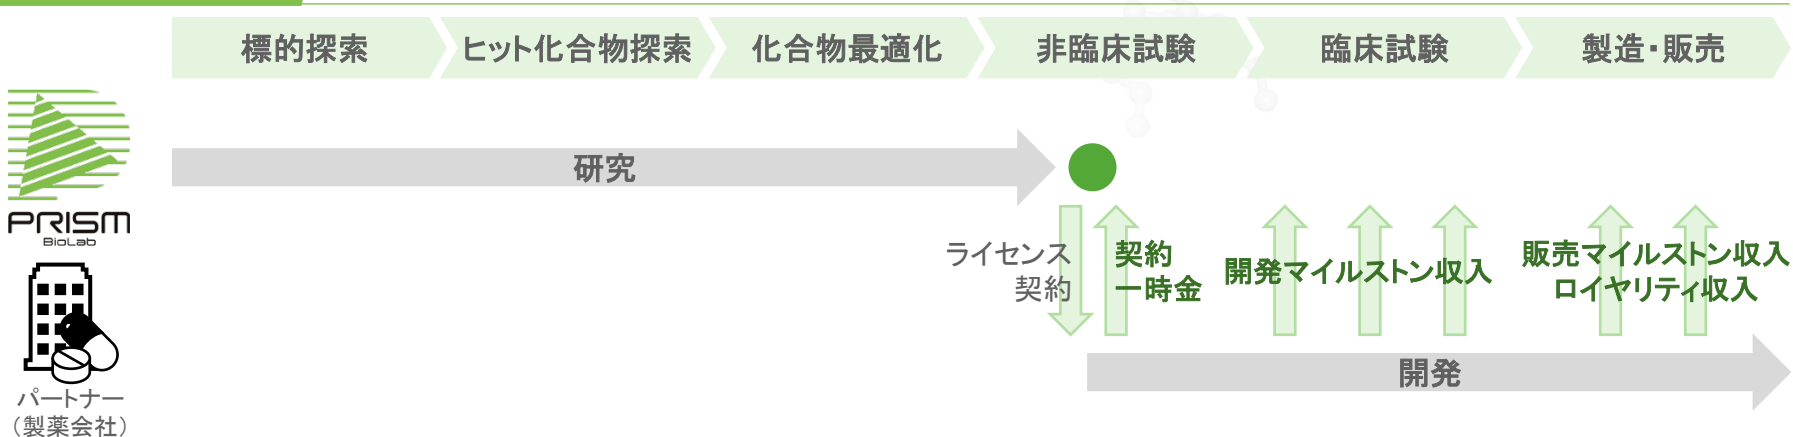 標的探索
ヒット化合物探索
化合物最適化
非臨床試験
臨床試験
製造・販売
PRISM
BioLab
研究
ライセンス
契約
契約
一時金
開発マイルストン収入
販売マイルストン収入
ロイヤリティ収入
開発
パートナー
（製薬会社）